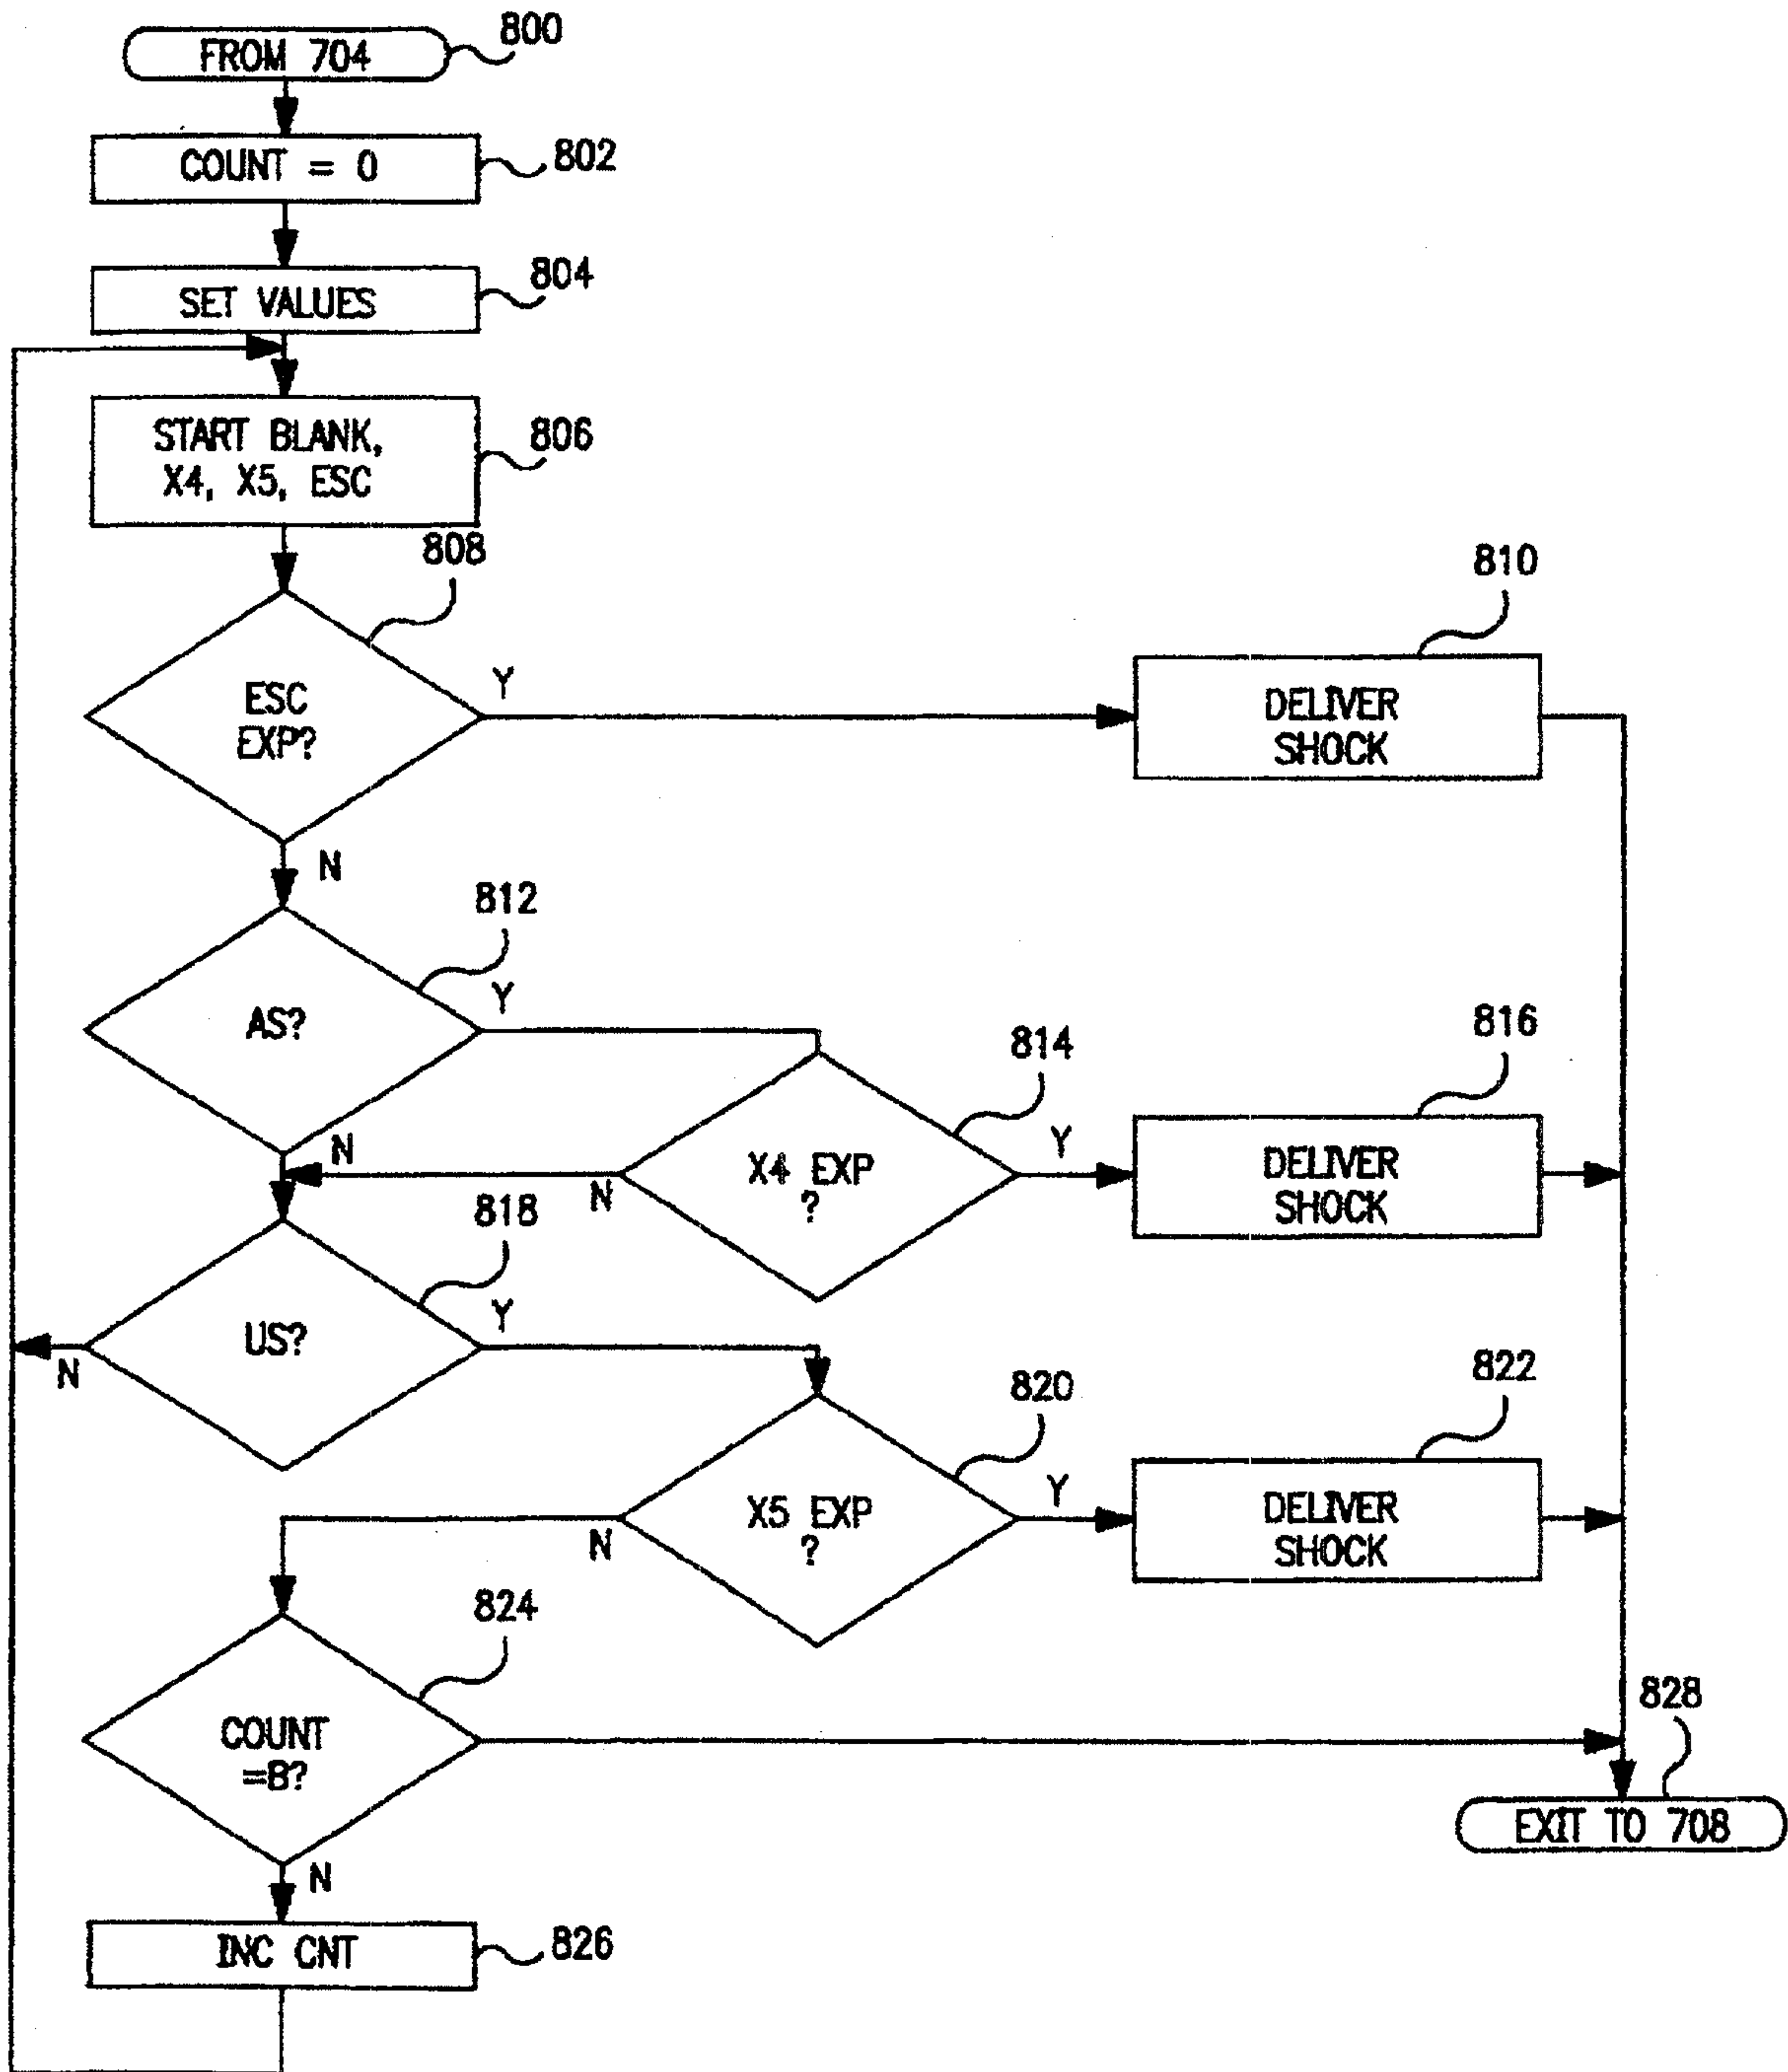 FROM 704
800
COUNT = 0
802
SET VALUES
804
START BLANK,
X4, X5, ESC
806
808
ESC
EXP?
Y
N
810
DELIVER
SHOCK
812
AS?
Y
N
814
X4 EXP
?
Y
N
816
DELIVER
SHOCK
818
US?
Y
N
820
X5 EXP
?
Y
N
822
DELIVER
SHOCK
824
COUNT
=B?
N
828
EXIT TO 708
INC CNT
826